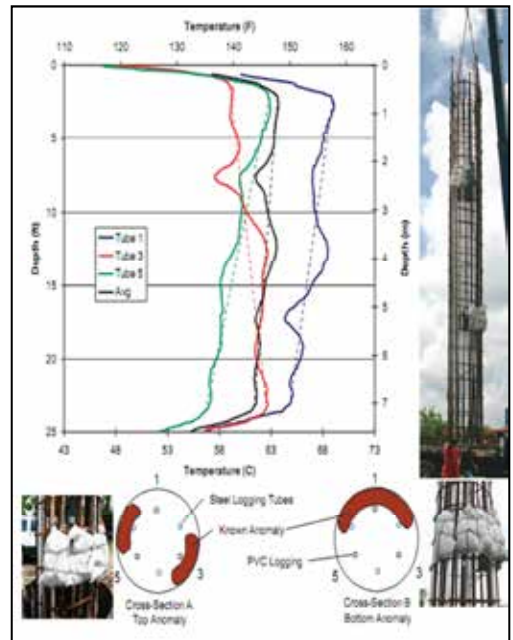 Temperature (F)
110 120 130 140 150 160
0 0
5 1
10 2
15 3
20 4
25 5
6
7
Depth (ft)
Depth (m)
Tube 1
Tube 3
Tube 5
Avg
43 48 53 58 63 68 73
Temperature (C)
1
Steel Logging Tubes
1
Known Anomaly
5 3
PVC Logging
5 3
Cross-Section A
Top Anomaly
Cross-Section B
Bottom Anomaly